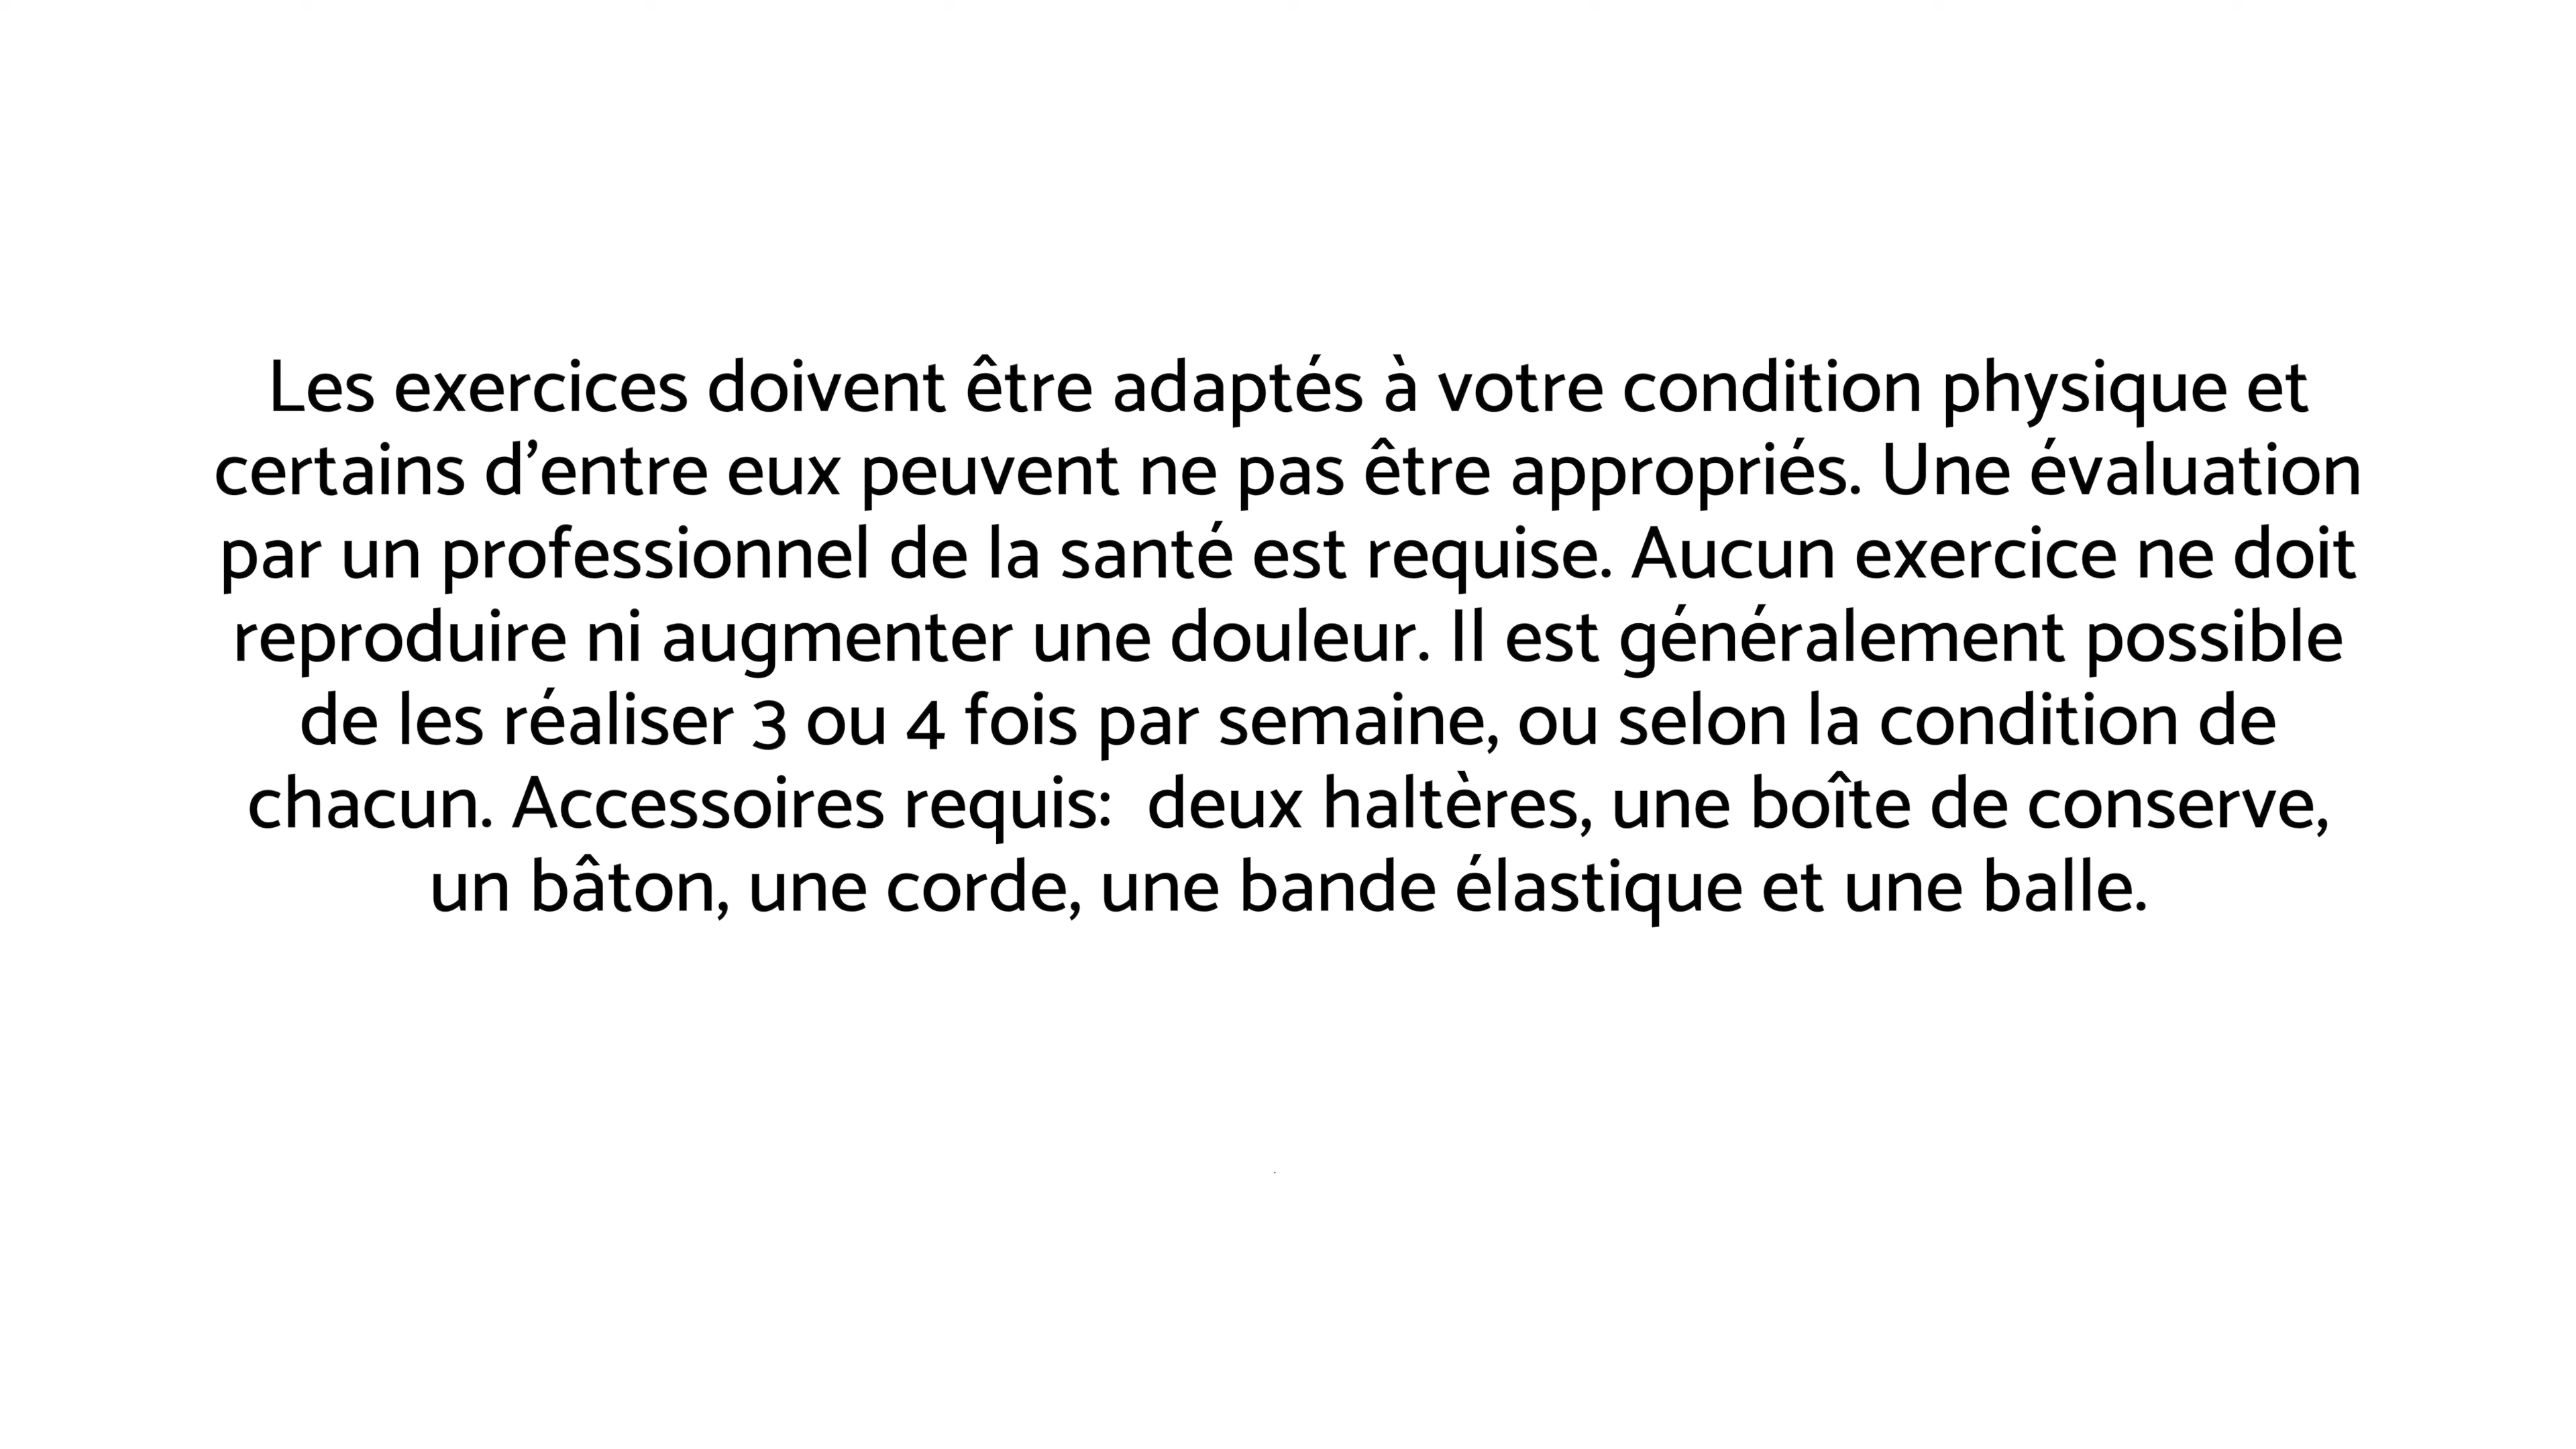 Les exercices doivent être adaptés à votre condition physique et
certains d’entre eux peuvent ne pas être appropriés. Une évaluation
par un professionnel de la santé est requise. Aucun exercice ne doit
reproduire ni augmenter une douleur. Il est généralement possible
de les réaliser 3 ou 4 fois par semaine, ou selon la condition de
chacun. Accessoires requis:  deux haltères, une boîte de conserve,
un bâton, une corde, une bande élastique et une balle.